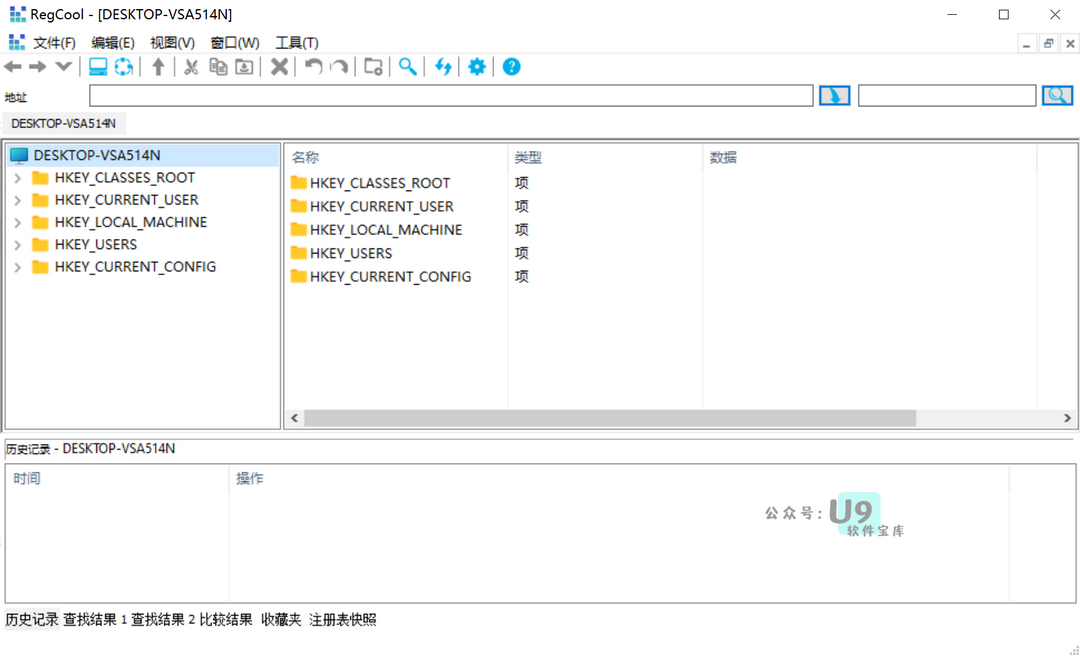 RegCool - [DESKTOP-VSA514N]
文件(F) 编辑(E) 视图(V) 窗口(W) 工具(T)
地址
DESKTOP-VSA514N
DESKTOP-VSA514N
HKEY_CLASSES_ROOT
HKEY_CURRENT_USER
HKEY_LOCAL_MACHINE
HKEY_USERS
HKEY_CURRENT_CONFIG
名称 类型 数据
HKEY_CLASSES_ROOT 项
HKEY_CURRENT_USER 项
HKEY_LOCAL_MACHINE 项
HKEY_USERS 项
HKEY_CURRENT_CONFIG 项
历史记录 - DESKTOP-VSA514N
时间 操作
公众号: U9
软件宝库
历史记录 查找结果 1 查找结果 2 比较结果 收藏夹 注册表快照